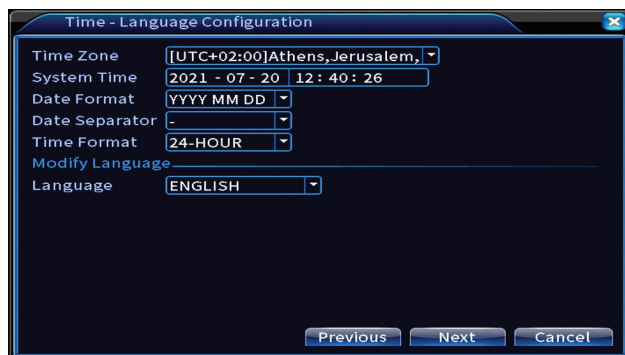 Time - Language Configuration
Time Zone [UTC+02:00]Athens,Jerusalem,
System Time 2021 - 07 - 20 12 : 40 : 26
Date Format YYYY MM DD
Date Separator -
Time Format 24-HOUR
Modify Language
Language ENGLISH
Previous Next Cancel